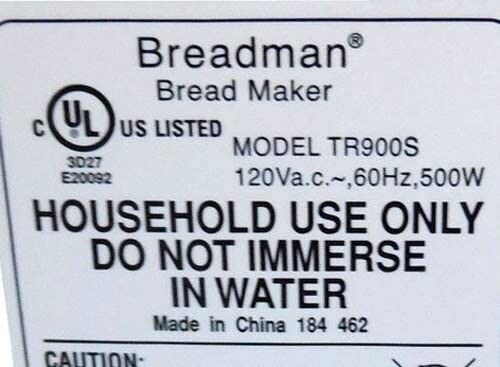 Breadman®
Bread Maker
C UL US LISTED
3D27
E20092
MODEL TR900S
120Va.c.~,60Hz,500W
HOUSEHOLD USE ONLY
DO NOT IMMERSE
IN WATER
Made in China 184 462
CAUTION: